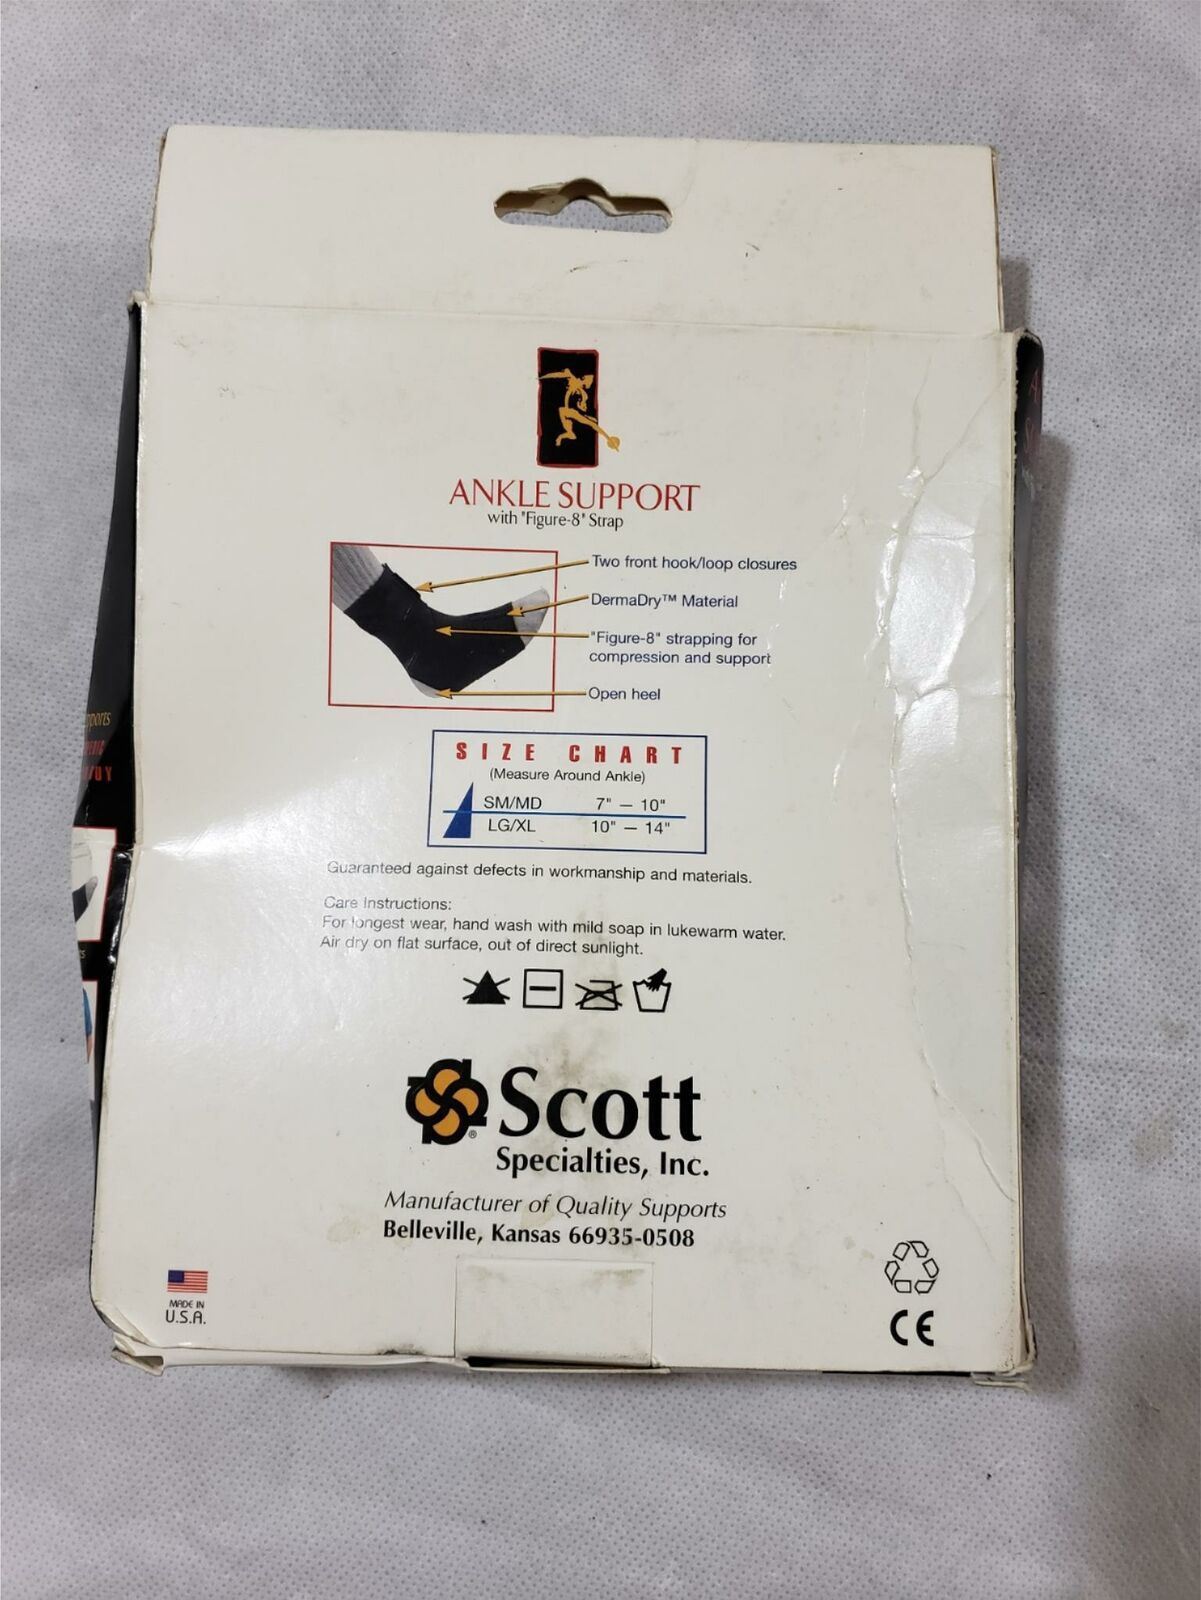 ANKLE SUPPORT
with "Figure-8" Strap
Two front hook/loop closures
DermaDry™ Material
"Figure-8" strapping for
compression and support
Open heel
SIZE CHART
(Measure Around Ankle)
SM/MD 7" — 10"
LG/XL 10" — 14"
Guaranteed against defects in workmanship and materials.
Care Instructions:
For longest wear, hand wash with mild soap in lukewarm water.
Air dry on flat surface, out of direct sunlight.
Scott
®
Specialties, Inc.
Manufacturer of Quality Supports
Belleville, Kansas 66935-0508
MADE IN
U.S.A.
CE